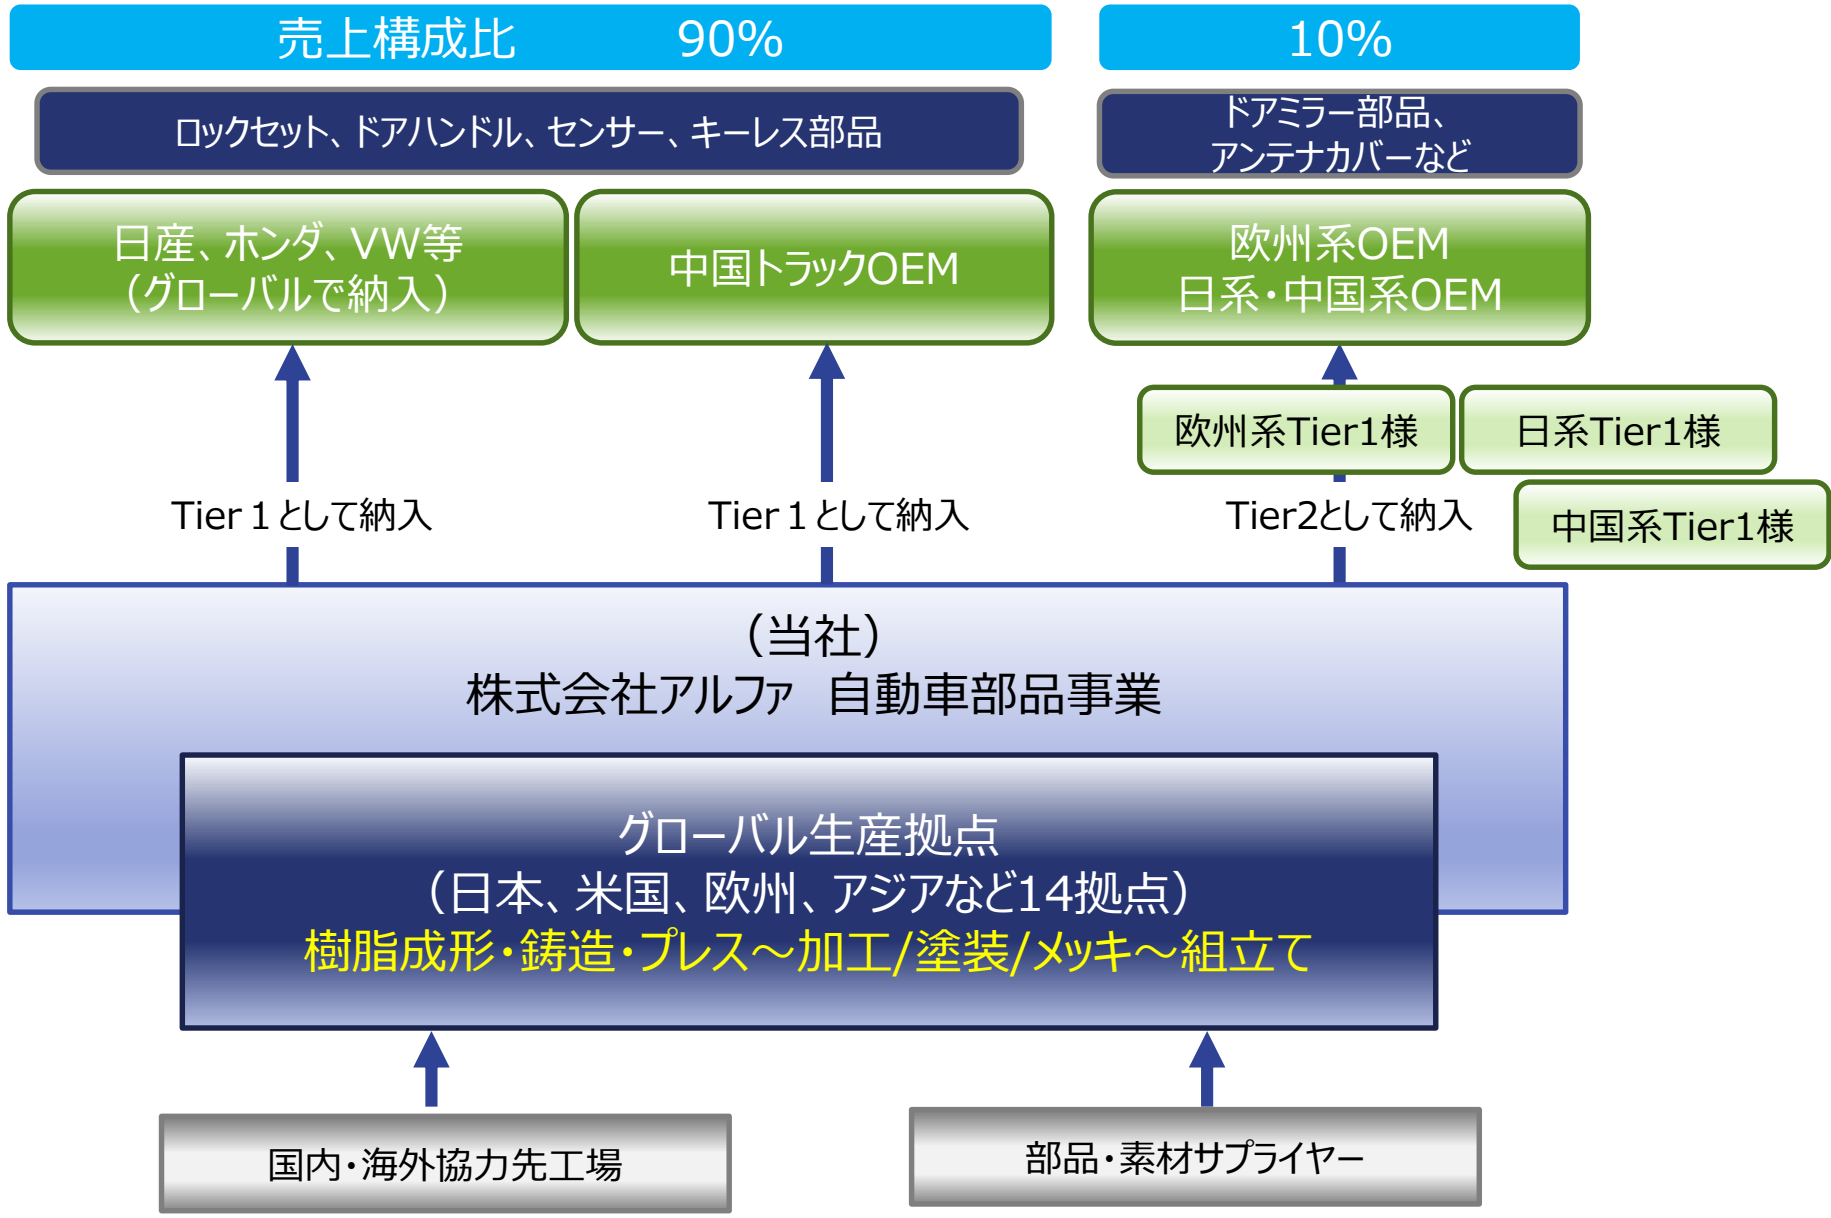 売上構成比　90%
10%
ロックセット、ドアハンドル、センサー、キーレス部品
ドアミラー部品、
アンテナカバーなど
日産、ホンダ、VW等
（グローバルで納入）
中国トラックOEM
欧州系OEM
日系・中国系OEM
欧州系Tier1様
日系Tier1様
中国系Tier1様
Tier１として納入
Tier１として納入
Tier2として納入
（当社）
株式会社アルファ　自動車部品事業
グローバル生産拠点
（日本、米国、欧州、アジアなど14拠点）
樹脂成形・鋳造・プレス～加工/塗装/メッキ～組立て
国内・海外協力先工場
部品・素材サプライヤー